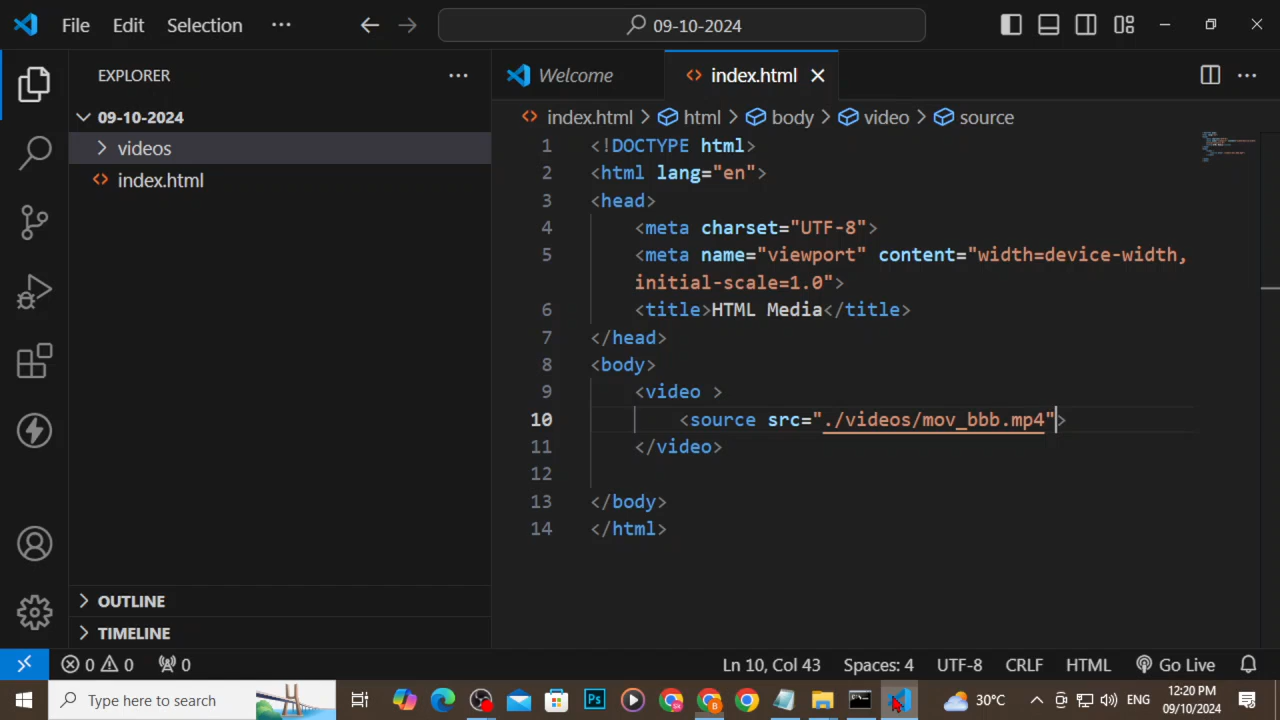 File Edit Selection ··· 09-10-2024
EXPLORER ···
09-10-2024
videos
index.html
OUTLINE
TIMELINE
Welcome index.html
index.html > html > body > video > source
1 <!DOCTYPE html>
2 <html lang="en">
3 <head>
4 <meta charset="UTF-8">
5 <meta name="viewport" content="width=device-width,
initial-scale=1.0">
6 <title>HTML Media</title>
7 </head>
8 <body>
9 <video >
10 <source src="./videos/mov_bbb.mp4">
11 </video>
12
13 </body>
14 </html>
0 0 0 Ln 10, Col 43 Spaces: 4 UTF-8 CRLF HTML Go Live
Type here to search Ps 30°C ENG 12:20 PM
09/10/2024